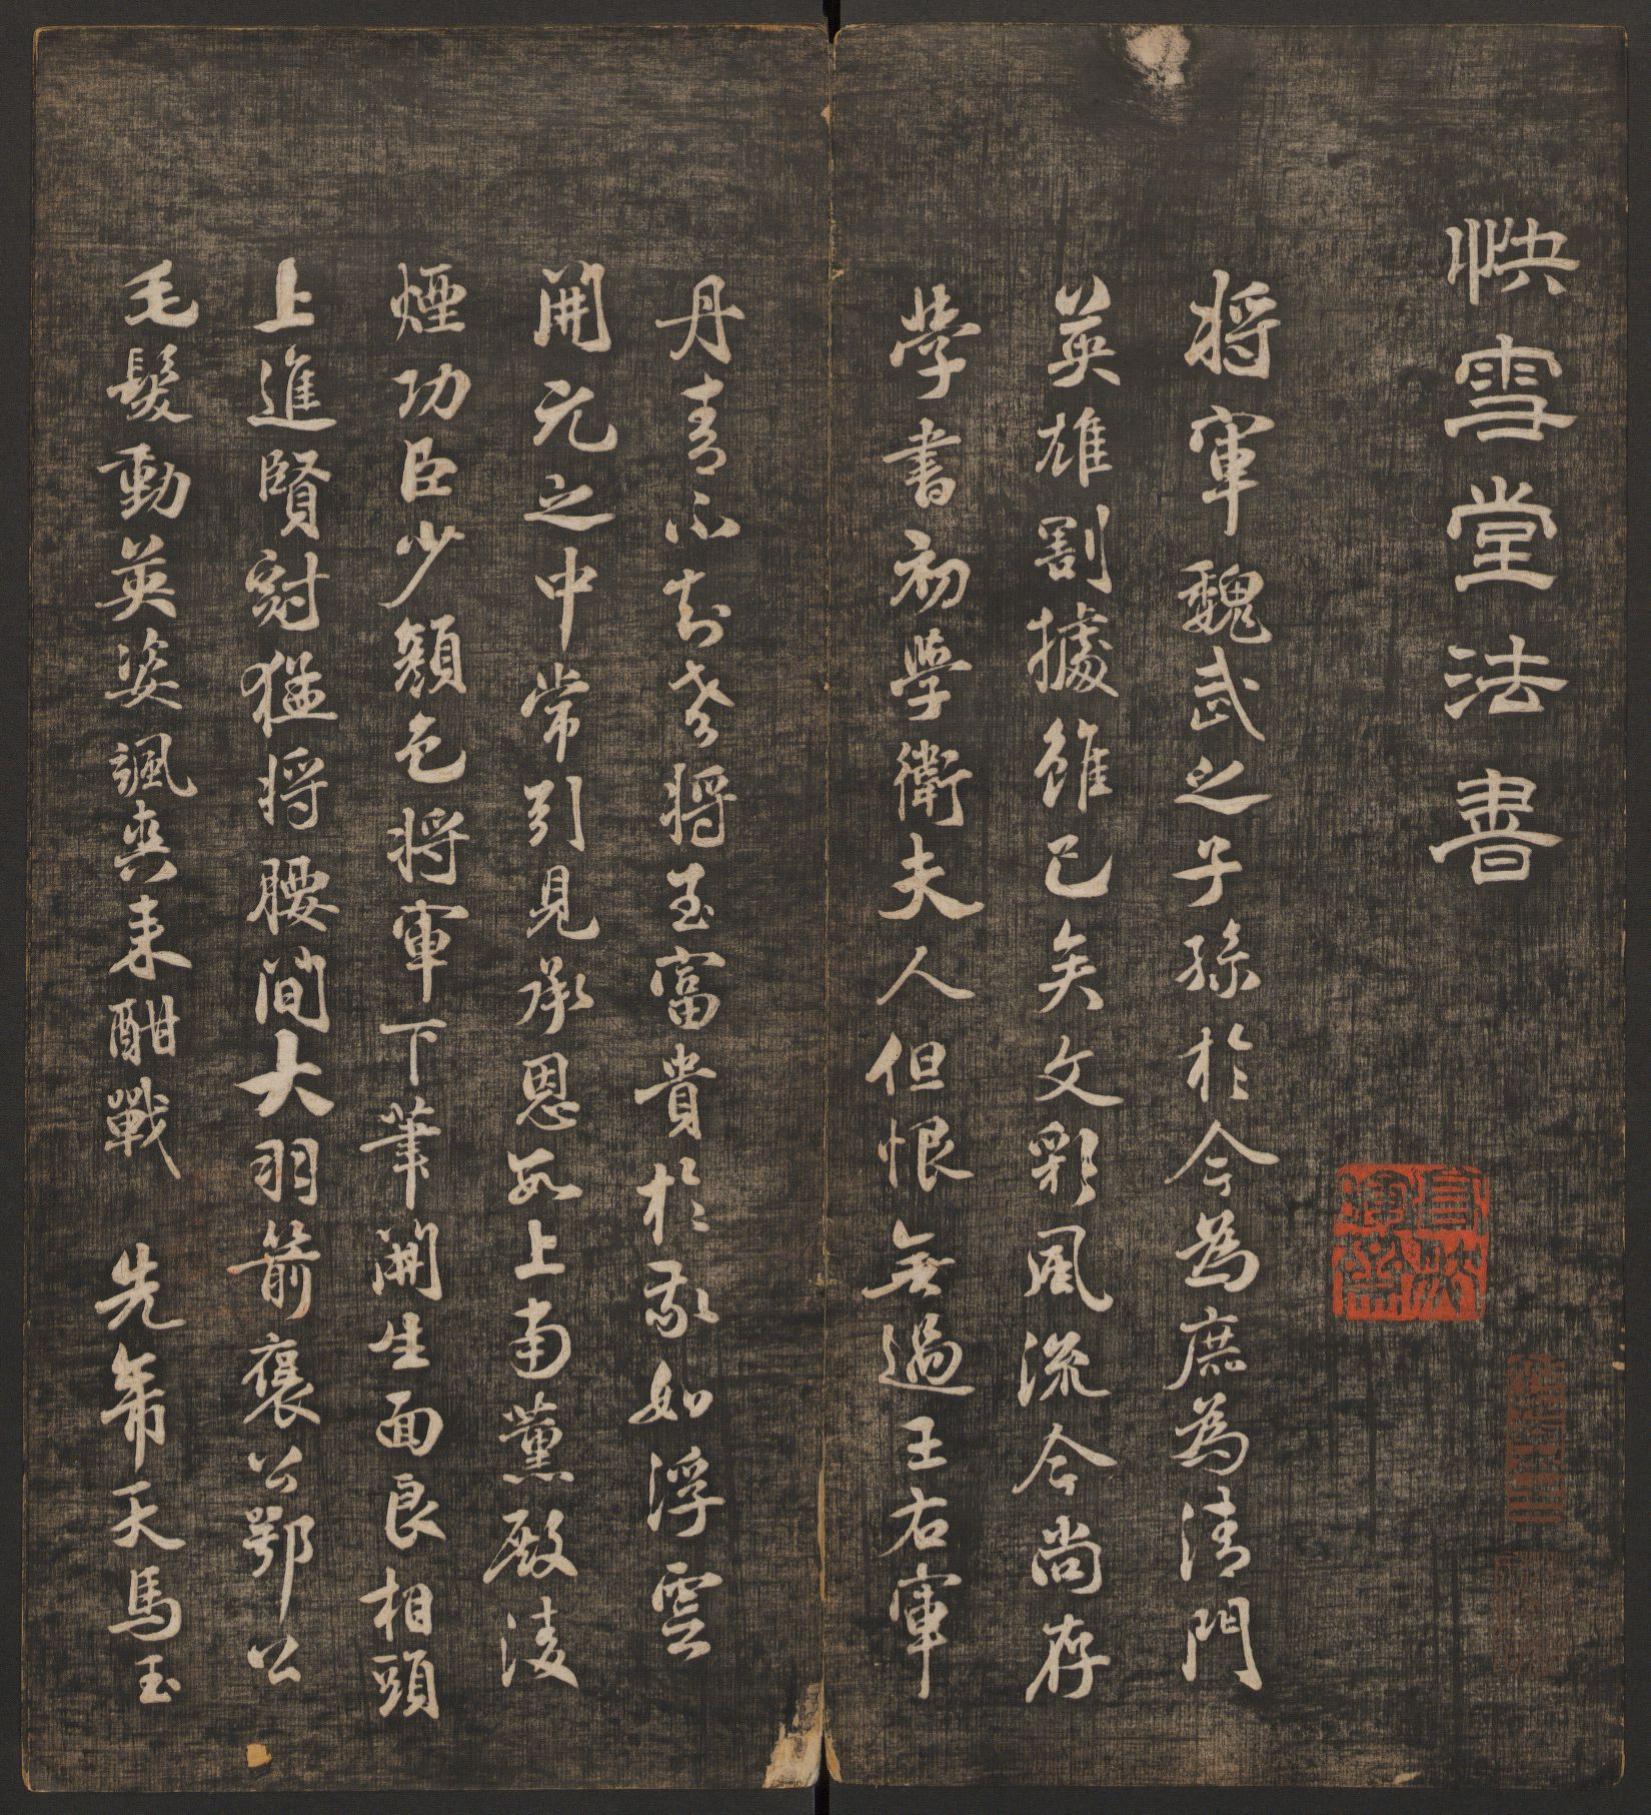 快雪堂法書
將軍魏武之子孫於今為庶為清門
英雄割據雖已矣文彩風流今尚存
學書初學衛夫人但恨無過王右軍
丹青不知老將至富貴於我如浮雲
開元之中常引見承恩數上南薰殿凌
煙功臣少顏色將軍下筆開生面良相頭
上進賢冠猛將腰間大羽箭褒公鄂公
毛髮動英姿颯爽来酣戰 先帝天馬玉